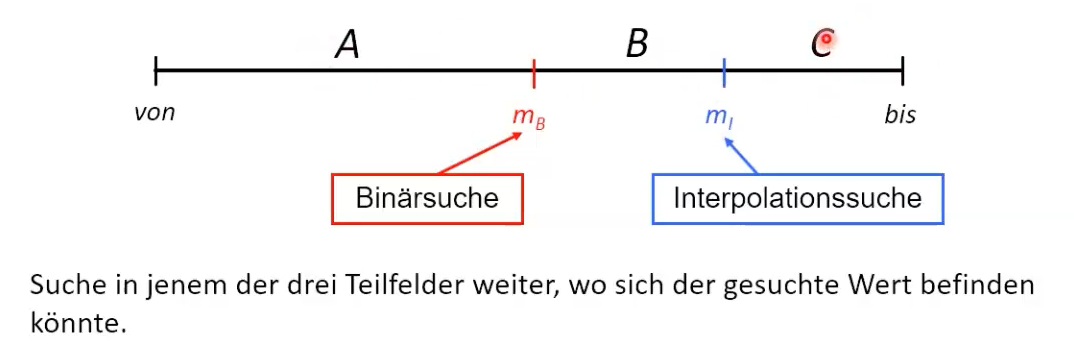 A B C
von m_B m_I bis
Binärsuche Interpolationssuche
Suche in jenem der drei Teilfelder weiter, wo sich der gesuchte Wert befinden
könnte.